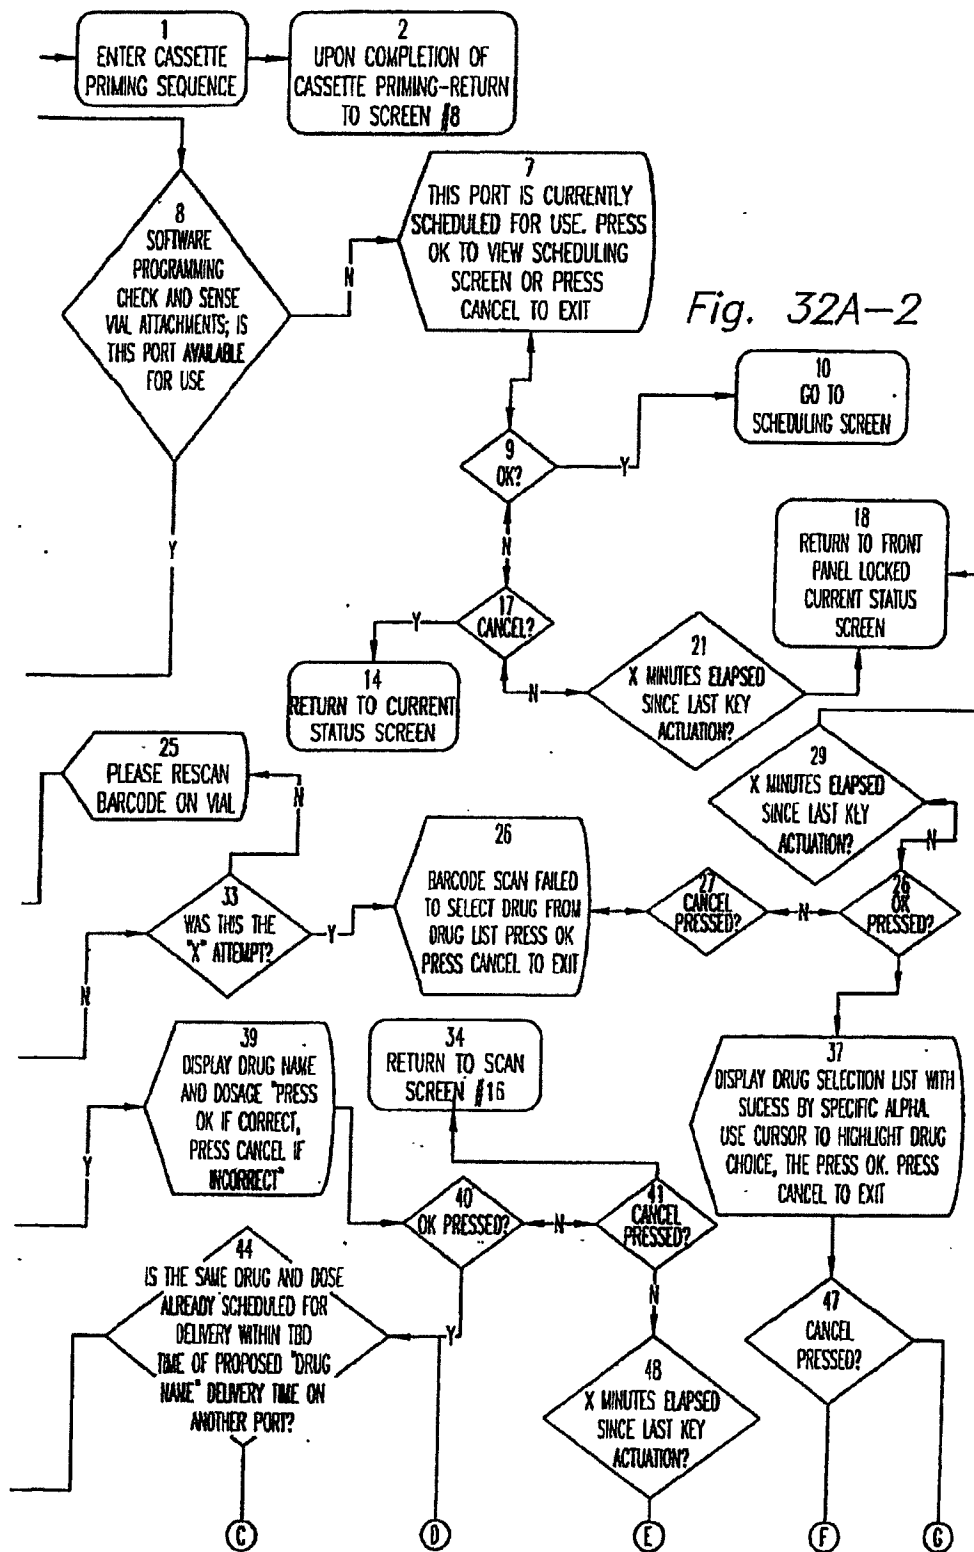 1
ENTER CASSETTE
PRIMING SEQUENCE
2
UPON COMPLETION OF
CASSETTE PRIMING-RETURN
TO SCREEN #8
8
SOFTWARE
PROGRAMMING
CHECK AND SENSE
VIAL ATTACHMENTS; IS
THIS PORT AVAILABLE
FOR USE
N
Y
7
THIS PORT IS CURRENTLY
SCHEDULED FOR USE. PRESS
OK TO VIEW SCHEDULING
SCREEN OR PRESS
CANCEL TO EXIT
Fig. 32A-2
10
GO TO
SCHEDULING SCREEN
9
OK?
Y
N
17
CANCEL?
Y
N
14
RETURN TO CURRENT
STATUS SCREEN
18
RETURN TO FRONT
PANEL LOCKED
CURRENT STATUS
SCREEN
21
X MINUTES ELAPSED
SINCE LAST KEY
ACTUATION?
25
PLEASE RESCAN
BARCODE ON VIAL
N
29
X MINUTES ELAPSED
SINCE LAST KEY
ACTUATION?
N
33
WAS THIS THE
"X" ATTEMPT?
Y
N
26
BARCODE SCAN FAILED
TO SELECT DRUG FROM
DRUG LIST PRESS OK
PRESS CANCEL TO EXIT
27
CANCEL
PRESSED?
N
26
OK
PRESSED?
39
DISPLAY DRUG NAME
AND DOSAGE "PRESS
OK IF CORRECT,
PRESS CANCEL IF
INCORRECT"
Y
34
RETURN TO SCAN
SCREEN #16
37
DISPLAY DRUG SELECTION LIST WITH
SUCESS BY SPECIFIC ALPHA.
USE CURSOR TO HIGHLIGHT DRUG
CHOICE, THE PRESS OK. PRESS
CANCEL TO EXIT
40
OK PRESSED?
N
Y
41
CANCEL
PRESSED?
N
44
IS THE SAME DRUG AND DOSE
ALREADY SCHEDULED FOR
DELIVERY WITHIN TBD
TIME OF PROPOSED "DRUG
NAME" DELIVERY TIME ON
ANOTHER PORT?
47
CANCEL
PRESSED?
48
X MINUTES ELAPSED
SINCE LAST KEY
ACTUATION?
C
D
E
F
G